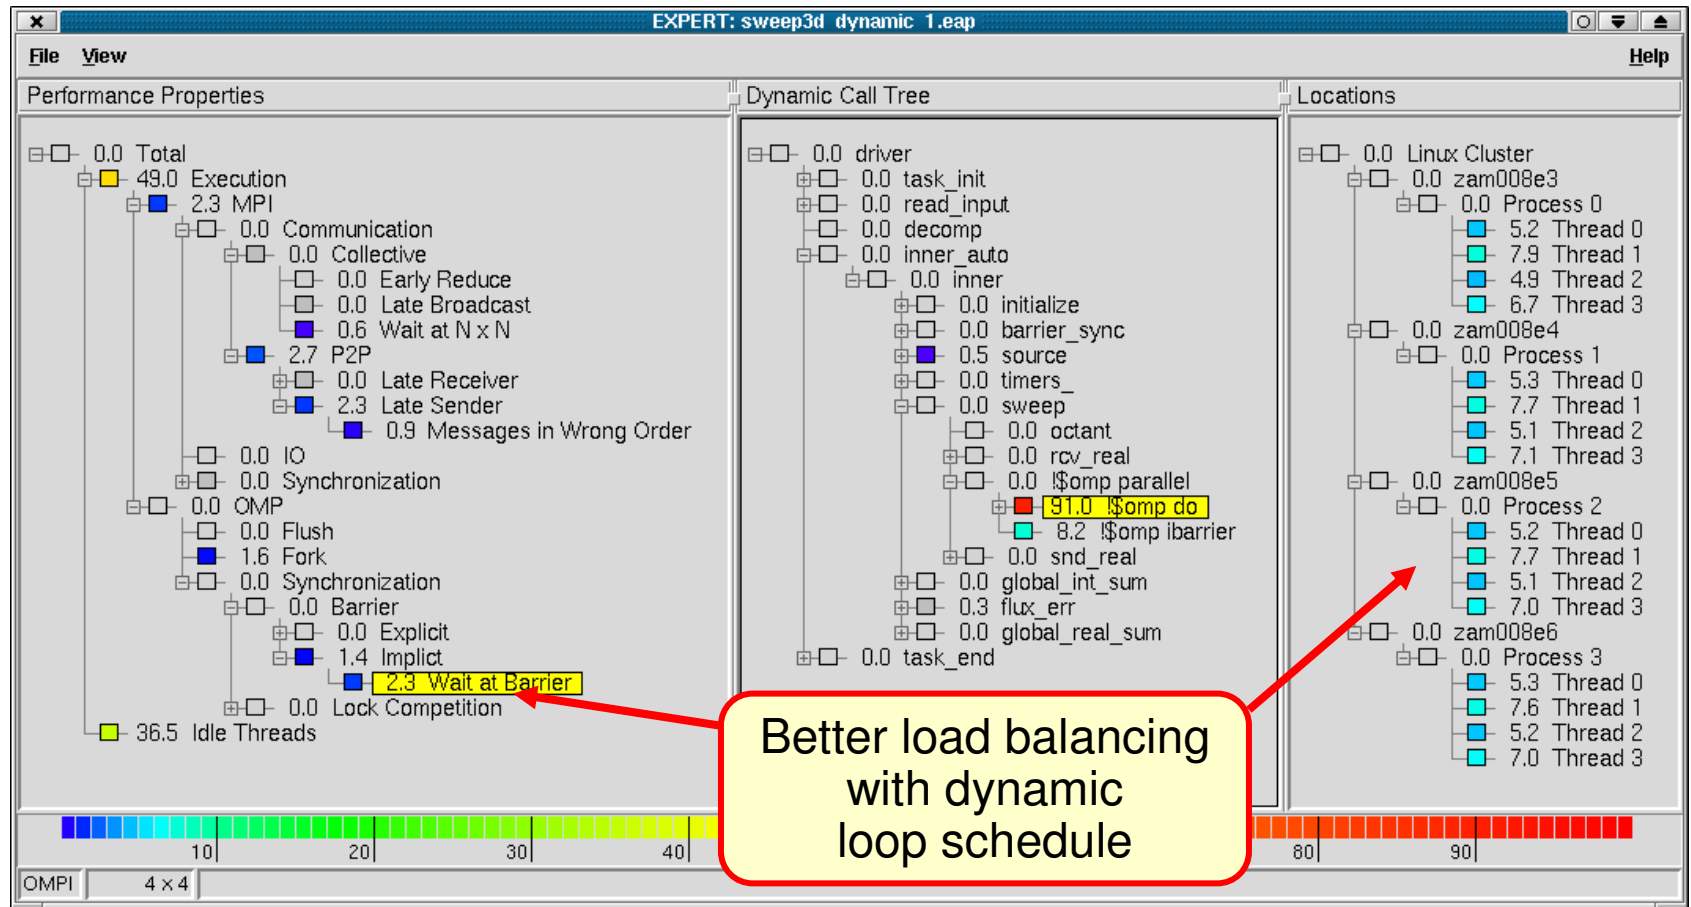 EXPERT: sweep3d dynamic 1.eap
File View Help
Performance Properties
0.0 Total
49.0 Execution
2.3 MPI
0.0 Communication
0.0 Collective
0.0 Early Reduce
0.0 Late Broadcast
0.6 Wait at N x N
2.7 P2P
0.0 Late Receiver
2.3 Late Sender
0.9 Messages in Wrong Order
0.0 IO
0.0 Synchronization
0.0 OMP
0.0 Flush
1.6 Fork
0.0 Synchronization
0.0 Barrier
0.0 Explicit
1.4 Implict
2.3 Wait at Barrier
0.0 Lock Competition
36.5 Idle Threads
Dynamic Call Tree
0.0 driver
0.0 task_init
0.0 read_input
0.0 decomp
0.0 inner_auto
0.0 inner
0.0 initialize
0.0 barrier_sync
0.5 source
0.0 timers_
0.0 sweep
0.0 octant
0.0 rcv_real
0.0 !$omp parallel
91.0 !$omp do
8.2 !$omp ibarrier
0.0 snd_real
0.0 global_int_sum
0.3 flux_err
0.0 global_real_sum
0.0 task_end
Locations
0.0 Linux Cluster
0.0 zam008e3
0.0 Process 0
5.2 Thread 0
7.9 Thread 1
4.9 Thread 2
6.7 Thread 3
0.0 zam008e4
0.0 Process 1
5.3 Thread 0
7.7 Thread 1
5.1 Thread 2
7.1 Thread 3
0.0 zam008e5
0.0 Process 2
5.2 Thread 0
7.7 Thread 1
5.1 Thread 2
7.0 Thread 3
0.0 zam008e6
0.0 Process 3
5.3 Thread 0
7.6 Thread 1
5.2 Thread 2
7.0 Thread 3
Better load balancing
with dynamic
loop schedule
10 20 30 40 80 90
OMPI 4 x 4